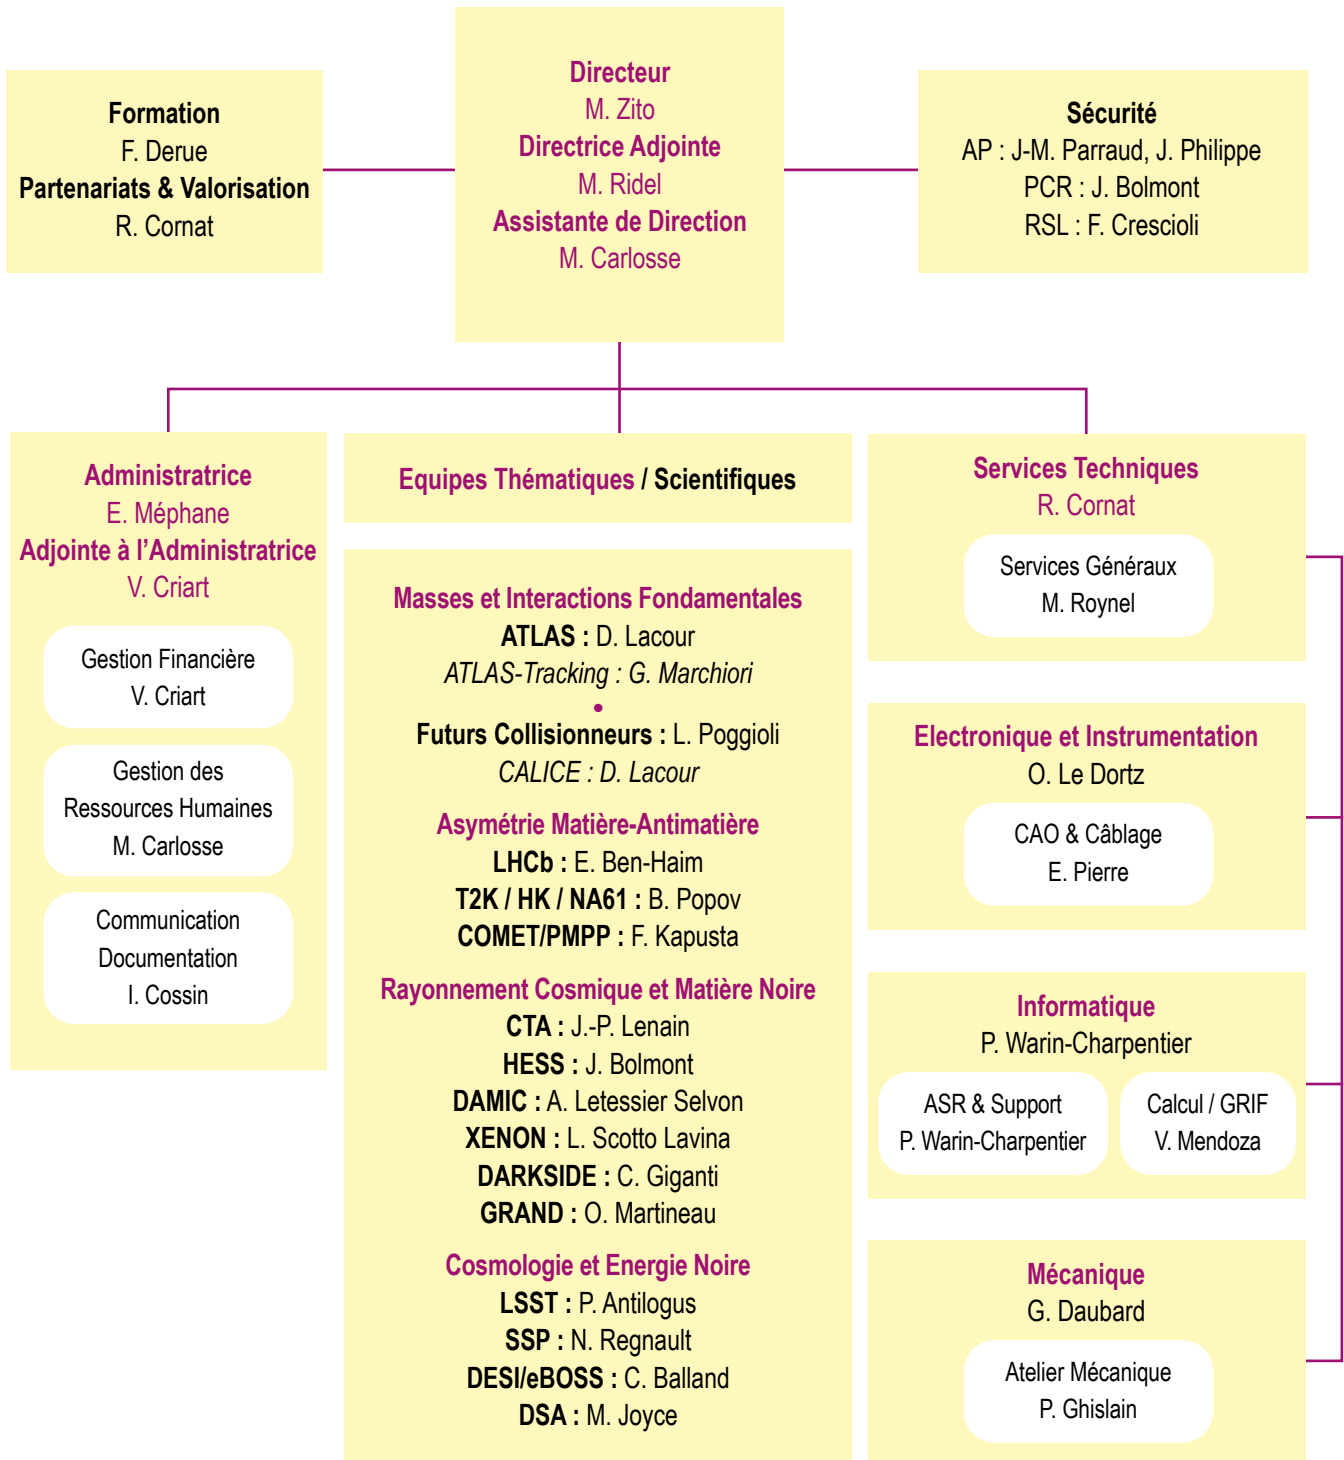 Formation
F. Derue
Partenariats & Valorisation
R. Cornat
Directeur
M. Zito
Directrice Adjointe
M. Ridel
Assistante de Direction
M. Carlosse
Sécurité
AP : J-M. Parraud, J. Philippe
PCR : J. Bolmont
RSL : F. Crescioli
Administratrice
E. Méphane
Adjointe à l’Administratrice
V. Criart
Gestion Financière
V. Criart
Gestion des
Ressources Humaines
M. Carlosse
Communication
Documentation
I. Cossin
Equipes Thématiques / Scientifiques
Masses et Interactions Fondamentales
ATLAS : D. Lacour
ATLAS-Tracking : G. Marchiori
•
Futurs Collisionneurs : L. Poggioli
CALICE : D. Lacour
Asymétrie Matière-Antimatière
LHCb : E. Ben-Haim
T2K / HK / NA61 : B. Popov
COMET/PMPP : F. Kapusta
Rayonnement Cosmique et Matière Noire
CTA : J.-P. Lenain
HESS : J. Bolmont
DAMIC : A. Letessier Selvon
XENON : L. Scotto Lavina
DARKSIDE : C. Giganti
GRAND : O. Martineau
Cosmologie et Energie Noire
LSST : P. Antilogus
SSP : N. Regnault
DESI/eBOSS : C. Balland
DSA : M. Joyce
Services Techniques
R. Cornat
Services Généraux
M. Roynel
Electronique et Instrumentation
O. Le Dortz
CAO & Câblage
E. Pierre
Informatique
P. Warin-Charpentier
ASR & Support
P. Warin-Charpentier
Calcul / GRIF
V. Mendoza
Mécanique
G. Daubard
Atelier Mécanique
P. Ghislain